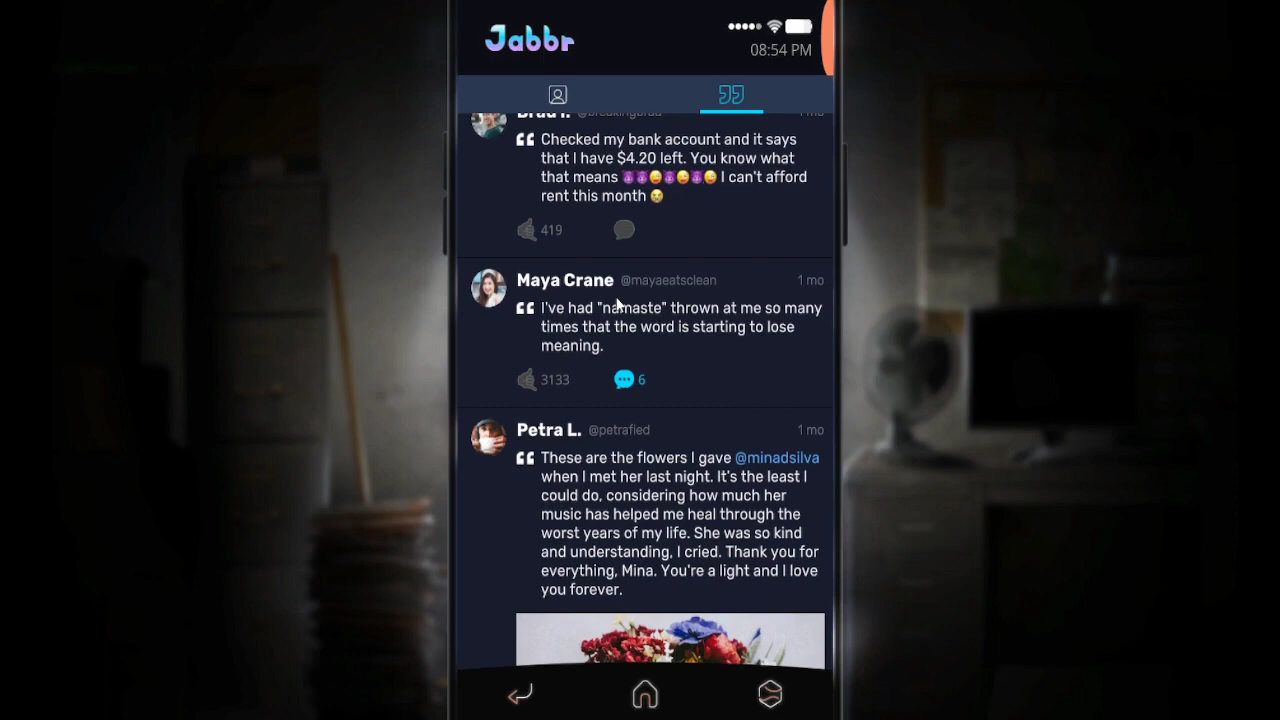 Jabbr
08:54 PM
Checked my bank account and it says
that I have $4.20 left. You know what
that means 😈😈😜😈😜😈😜 I can't afford
rent this month 😭
419
Maya Crane @mayaeatsclean 1 mo
I've had "namaste" thrown at me so many
times that the word is starting to lose
meaning.
3133 6
Petra L. @petrafied 1 mo
These are the flowers I gave @minadsilva
when I met her last night. It's the least I
could do, considering how much her
music has helped me heal through the
worst years of my life. She was so kind
and understanding, I cried. Thank you for
everything, Mina. You're a light and I love
you forever.